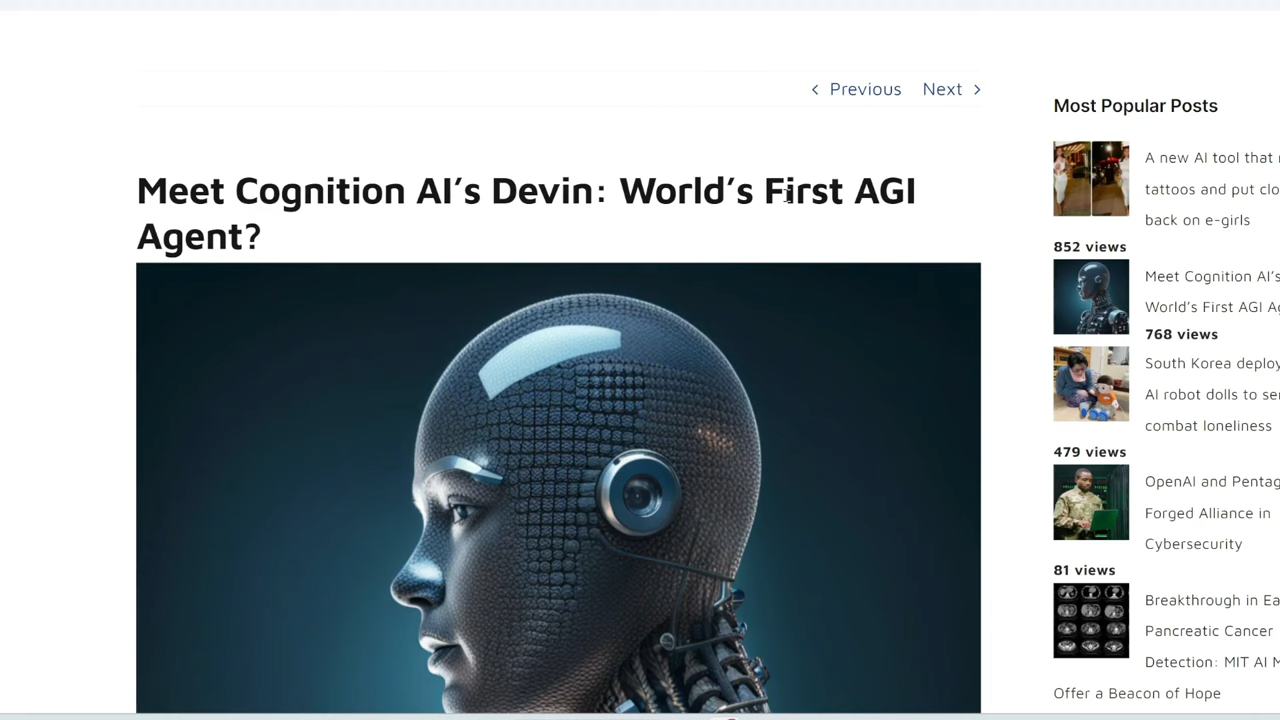 Previous Next
Meet Cognition AI’s Devin: World’s First AGI
Agent?
Most Popular Posts
A new AI tool that
tattoos and put clo
back on e-girls
852 views
Meet Cognition AI's
World’s First AGI A
768 views
South Korea deploy
AI robot dolls to se
combat loneliness
479 views
OpenAI and Pentag
Forged Alliance in
Cybersecurity
81 views
Breakthrough in Ea
Pancreatic Cancer
Detection: MIT AI M
Offer a Beacon of Hope